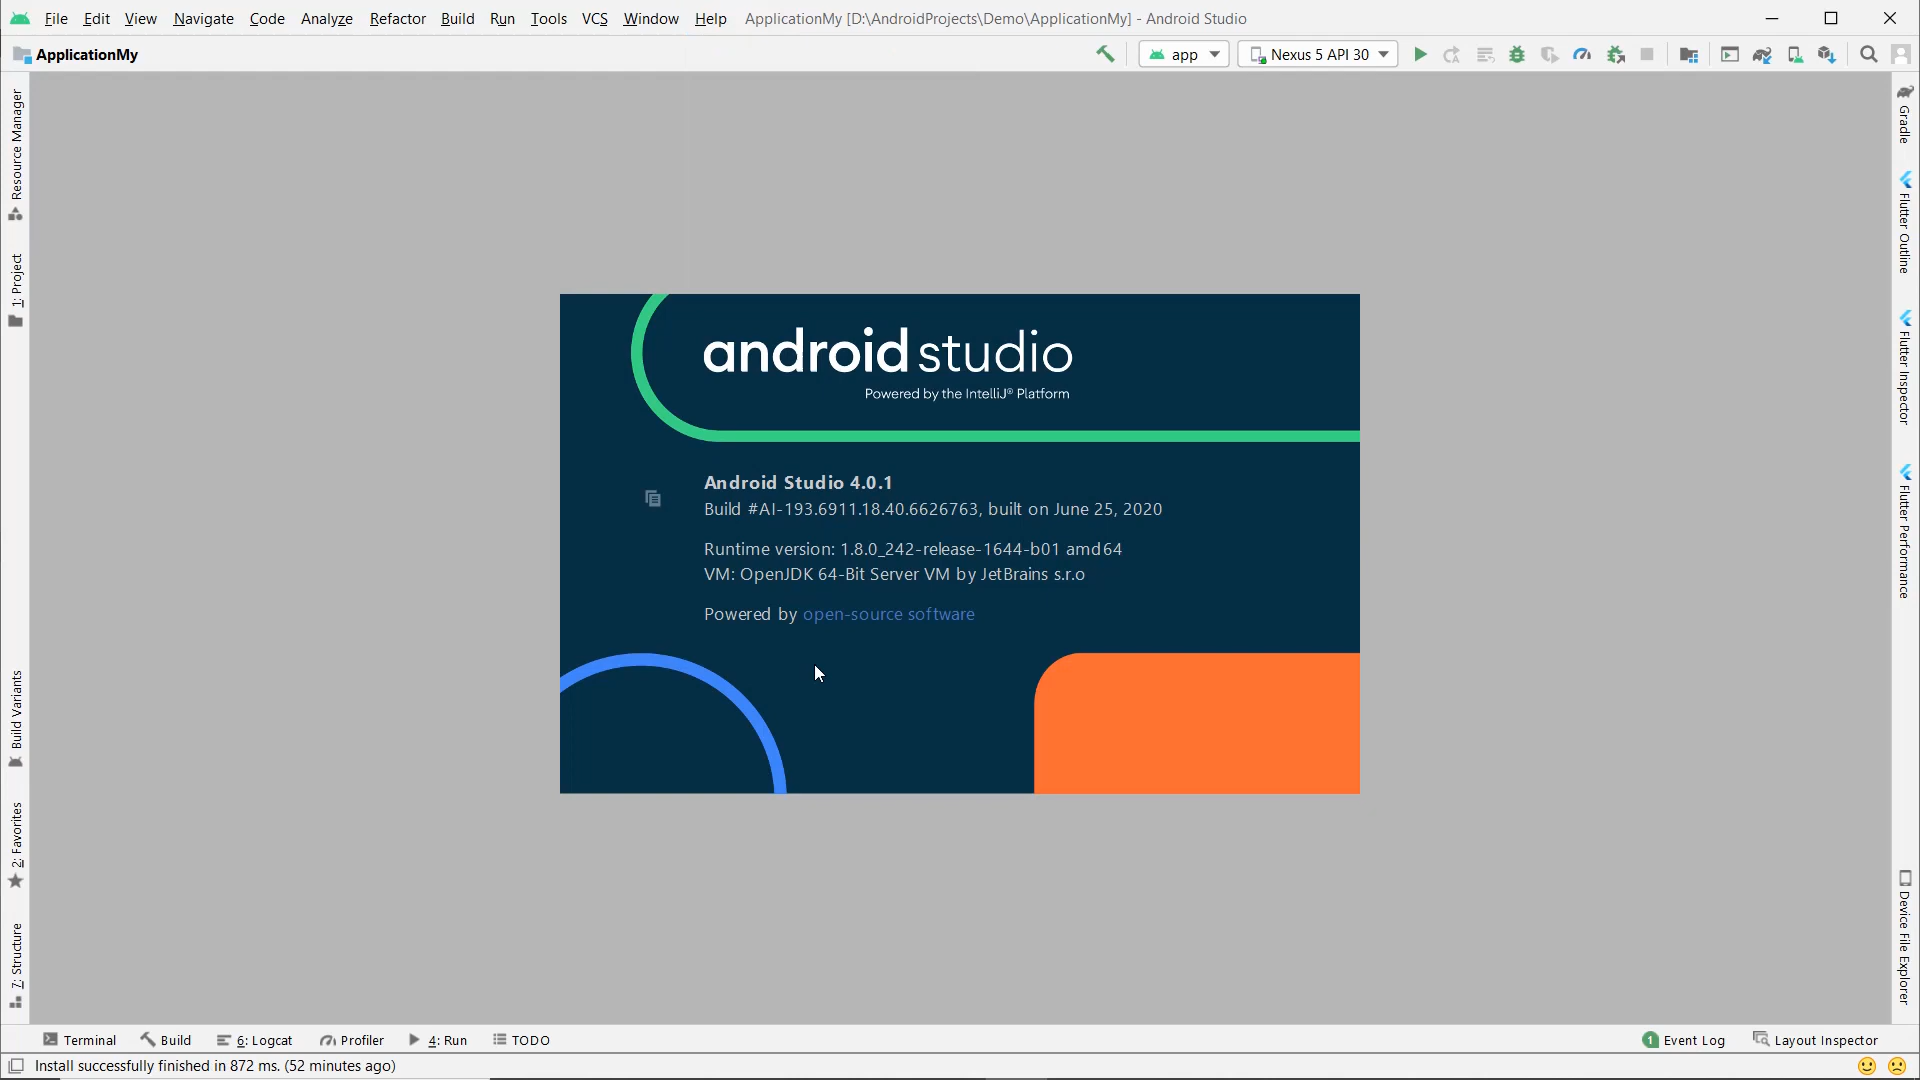 File Edit View Navigate Code Analyze Refactor Build Run Tools VCS Window Help ApplicationMy [D:\AndroidProjects\Demo\ApplicationMy] - Android Studio
ApplicationMy app Nexus 5 API 30
Resource Manager
1: Project
Build Variants
2: Favorites
7: Structure
androidstudio
Powered by the IntelliJ® Platform
Android Studio 4.0.1
Build #AI-193.6911.18.40.6626763, built on June 25, 2020
Runtime version: 1.8.0_242-release-1644-b01 amd64
VM: OpenJDK 64-Bit Server VM by JetBrains s.r.o
Powered by open-source software
Gradle
Flutter Outline
Flutter Inspector
Flutter Performance
Device File Explorer
Terminal Build 6: Logcat Profiler 4: Run TODO 1 Event Log Layout Inspector
Install successfully finished in 872 ms. (52 minutes ago)